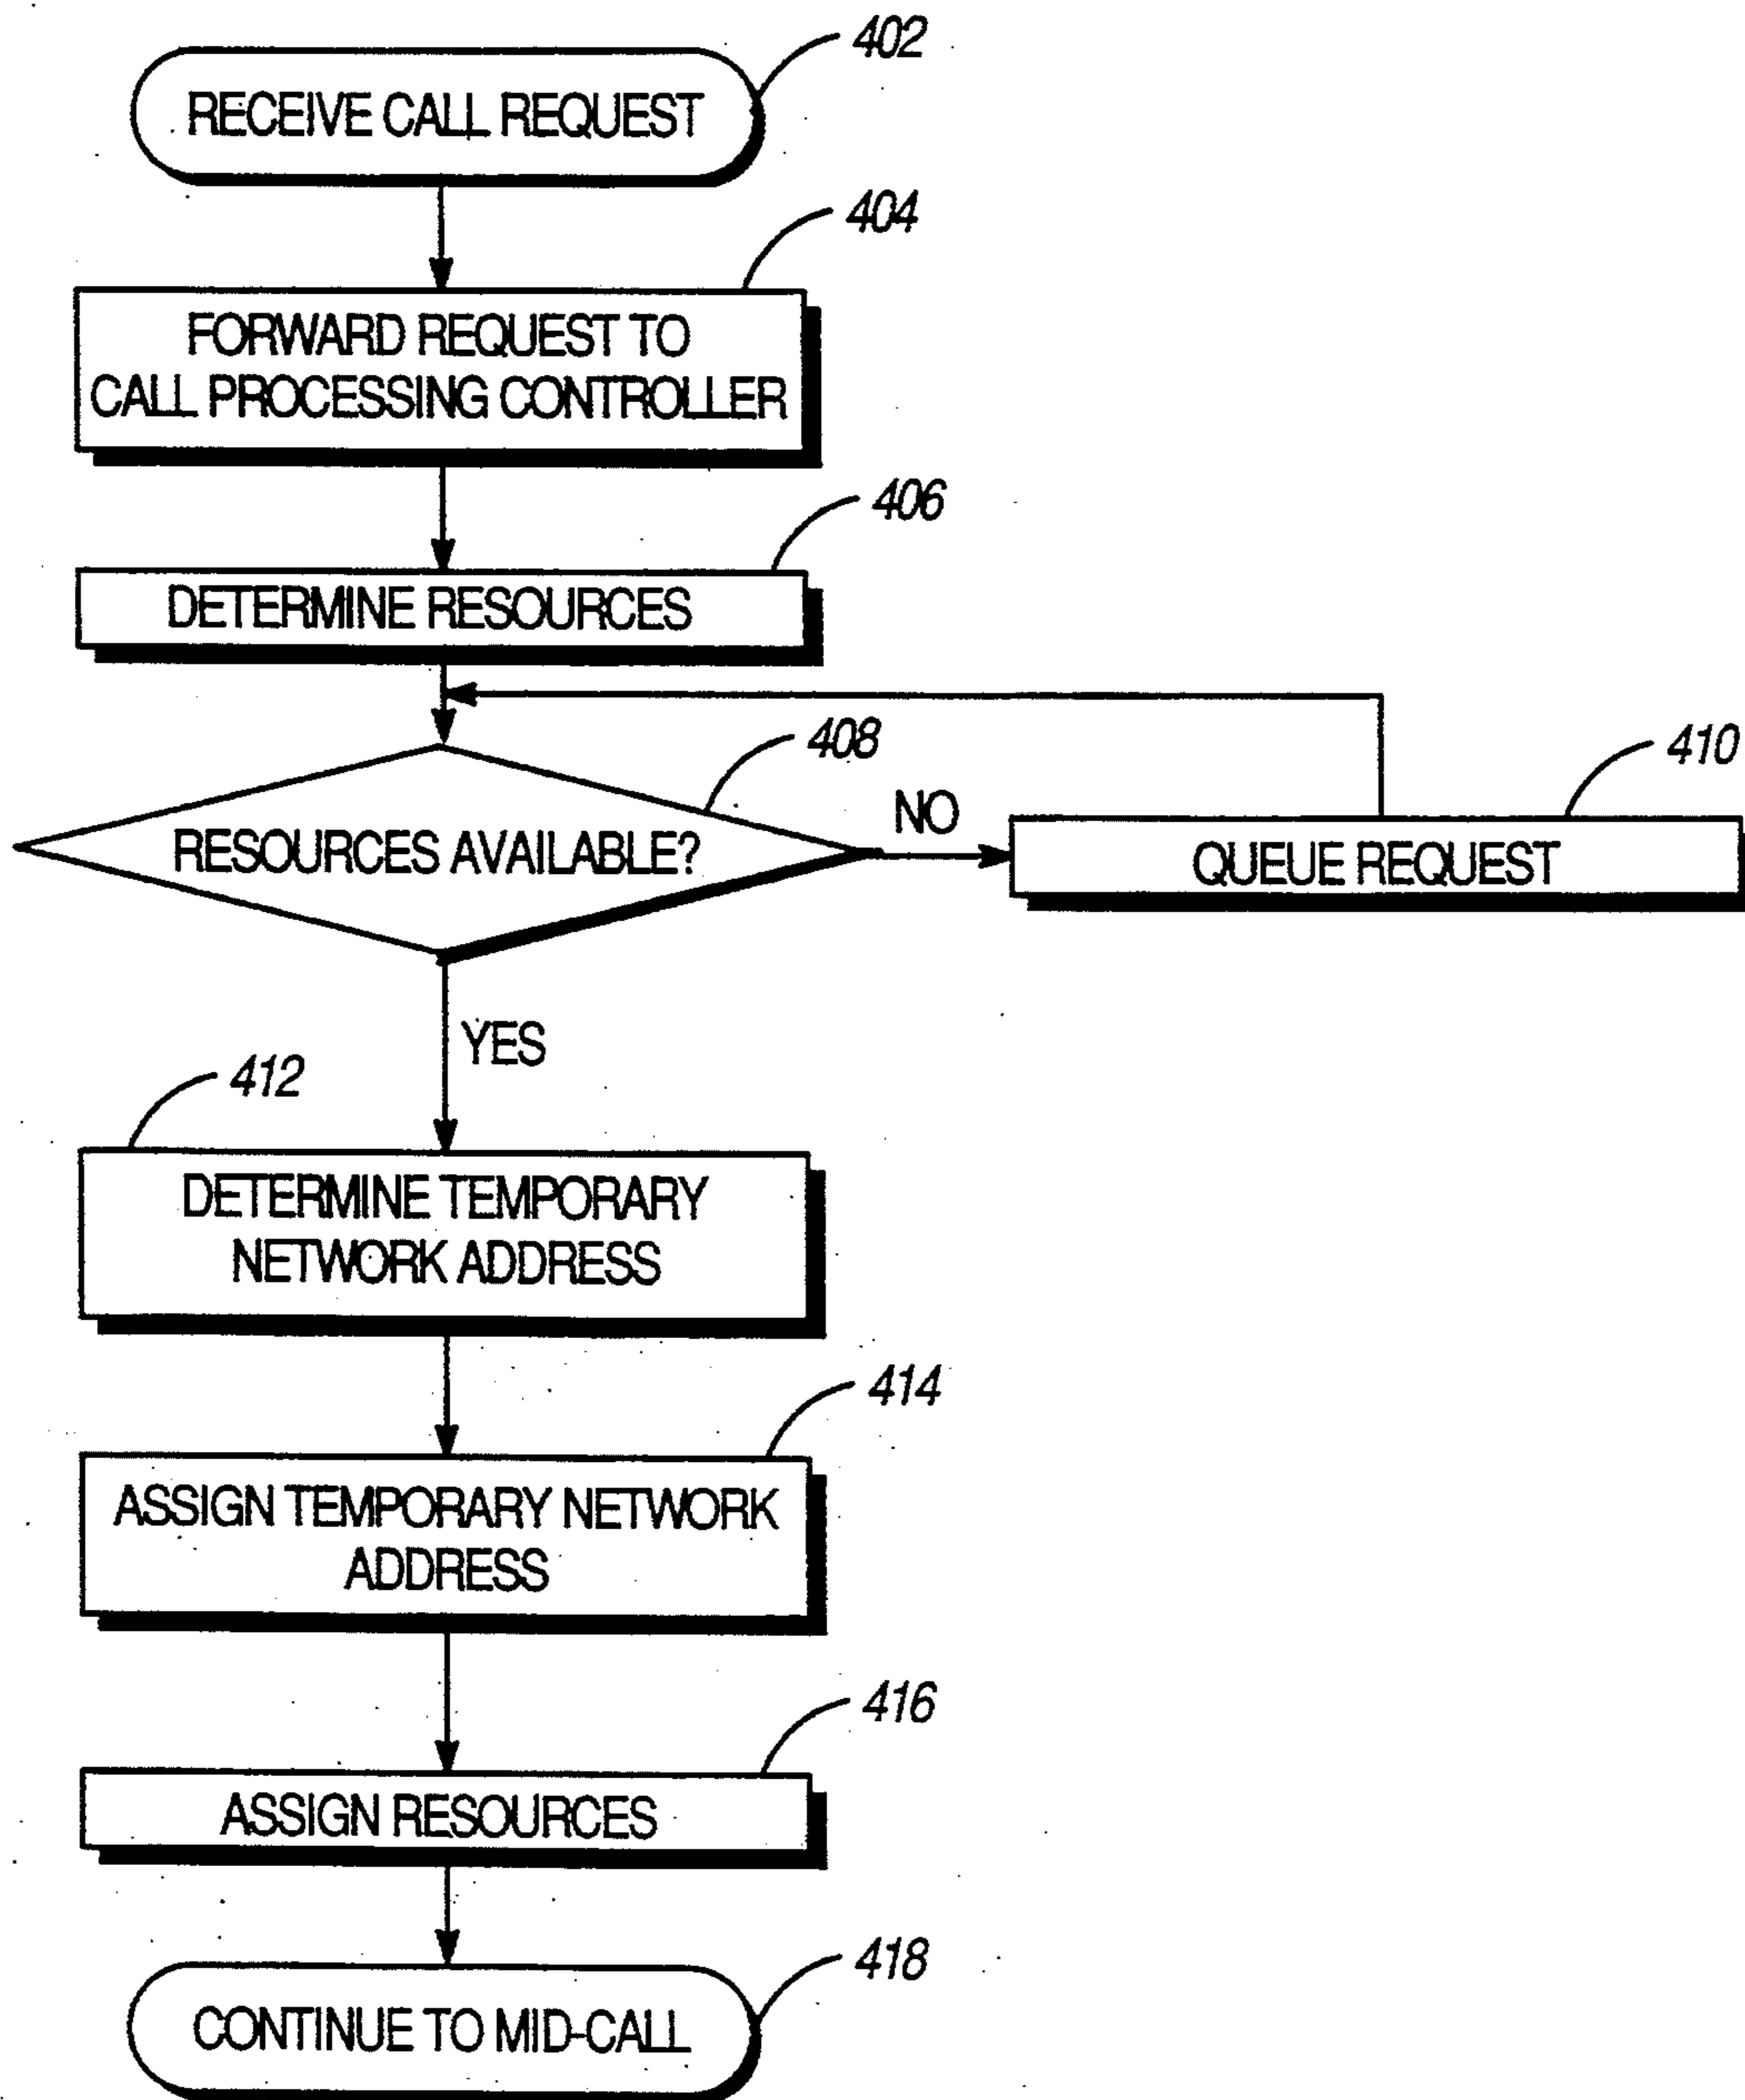 402
RECEIVE CALL REQUEST
404
FORWARD REQUEST TO
CALL PROCESSING CONTROLLER
406
DETERMINE RESOURCES
408
RESOURCES AVAILABLE?
NO
410
QUEUE REQUEST
YES
412
DETERMINE TEMPORARY
NETWORK ADDRESS
414
ASSIGN TEMPORARY NETWORK
ADDRESS
416
ASSIGN RESOURCES
418
CONTINUE TO MID-CALL